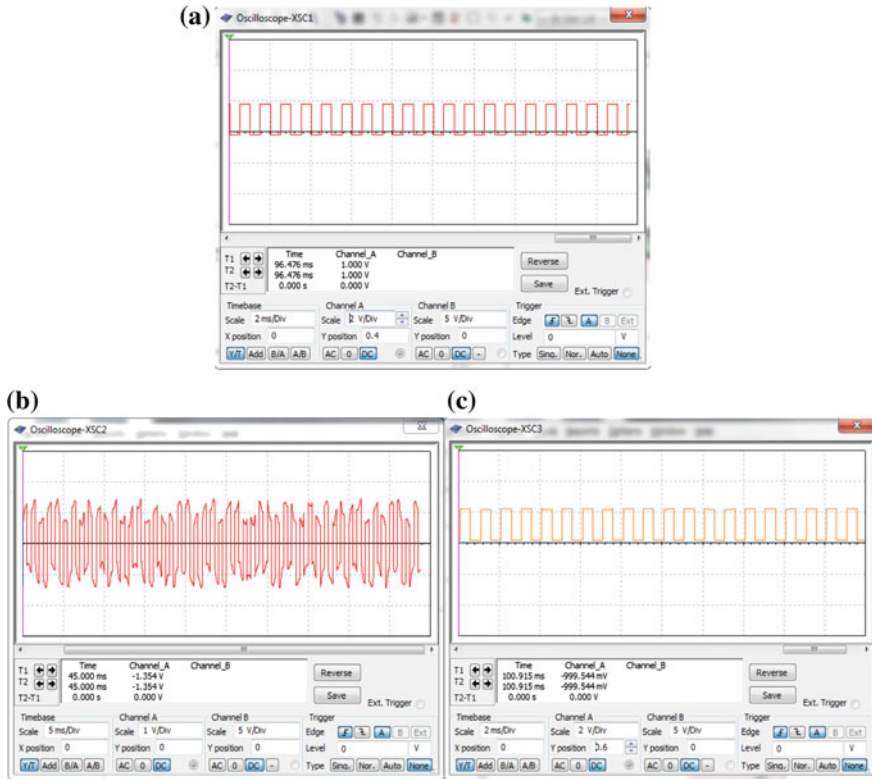 (a)
Oscilloscope-XSC1
Time Channel_A Channel_B
T1 96.476 ms 1.000 V
T2 96.476 ms 1.000 V
T2-T1 0.000 s 0.000 V
Reverse
Save
Ext. Trigger
Timebase Channel A Channel B Trigger
Scale 2 ms/Div Scale 2 V/Div Scale 5 V/Div Edge A B Ext
X position 0 Y position 0.4 Y position 0 Level 0 V
Y/T Add B/A A/B AC 0 DC AC 0 DC - Type Sing. Nor. Auto None
(b)
Oscilloscope-XSC2
Time Channel_A Channel_B
T1 45.000 ms -1.354 V
T2 45.000 ms -1.354 V
T2-T1 0.000 s 0.000 V
Reverse
Save
Ext. Trigger
Timebase Channel A Channel B Trigger
Scale 5 ms/Div Scale 1 V/Div Scale 5 V/Div Edge A B Ext
X position 0 Y position 0 Y position 0 Level 0 V
Y/T Add B/A A/B AC 0 DC AC 0 DC - Type Sing. Nor. Auto None
(c)
Oscilloscope-XSC3
Time Channel_A Channel_B
T1 100.915 ms -999.544 mV
T2 100.915 ms -999.544 mV
T2-T1 0.000 s 0.000 V
Reverse
Save
Ext. Trigger
Timebase Channel A Channel B Trigger
Scale 2 ms/Div Scale 2 V/Div Scale 5 V/Div Edge A B Ext
X position 0 Y position 0.6 Y position 0 Level 0 V
Y/T Add B/A A/B AC 0 DC AC 0 DC - Type Sing. Nor. Auto None